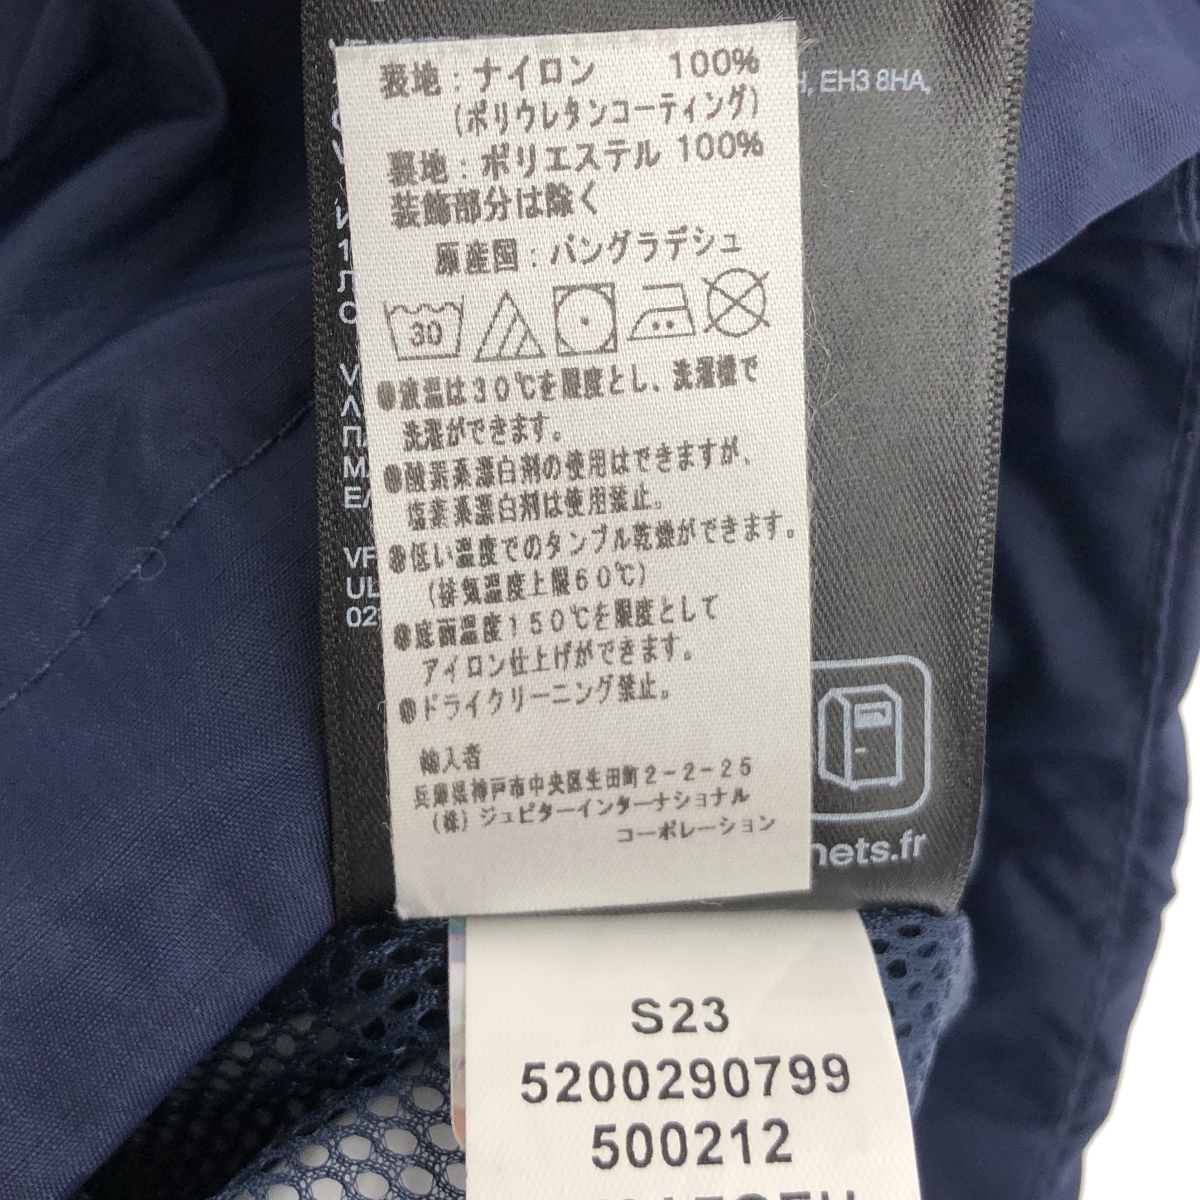 表地：ナイロン 100%
(ポリウレタンコーティング)
裏地：ポリエステル 100%
装飾部分は除く
原産国：バングラデシュ
30
●液温は30℃を限度とし、洗濯機で
洗濯ができます。
●酸素系漂白剤の使用はできますが、
塩素系漂白剤は使用禁止。
●低い温度でのタンブル乾燥ができます。
(排気温度上限60℃)
●底面温度150℃を限度として
アイロン仕上げができます。
●ドライクリーニング禁止。
輸入者
兵庫県神戸市中央区生田町2-2-25
(株)ジュピターインターナショナル
コーポレーション
EH3 8HA,
VF
UL
02
nets.fr
S23
5200290799
500212